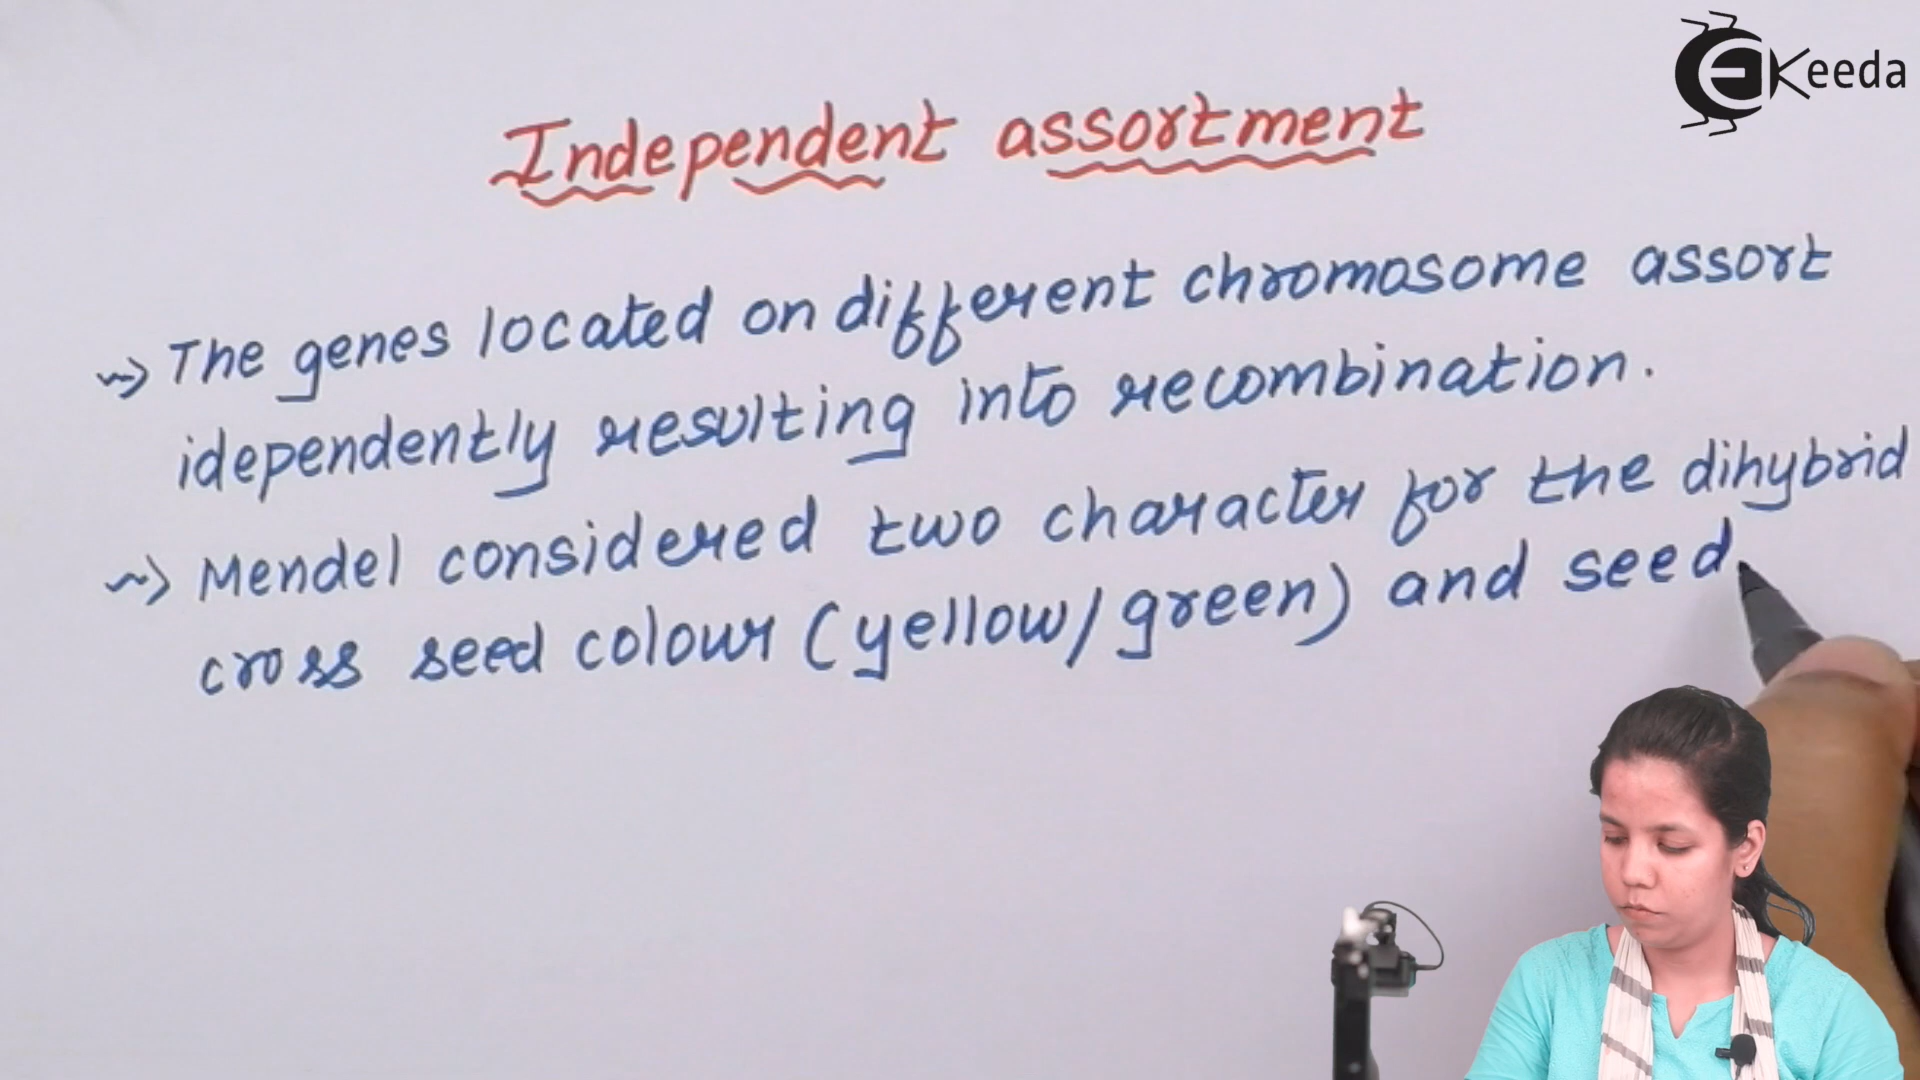 EKeeda
Independent assortment
~> The genes located on different chromosome assort
idependently resulting into recombination.
~> Mendel considered two character for the dihybrid
cross seed colour (yellow/green) and seed